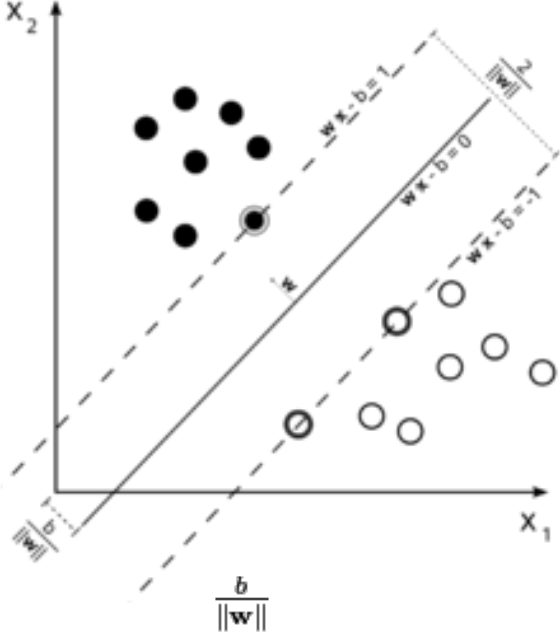 X₂
2
‖w‖
w x - b = 1
w x - b = 0
w x - b = -1
w
X₁
b
‖w‖
b
‖w‖